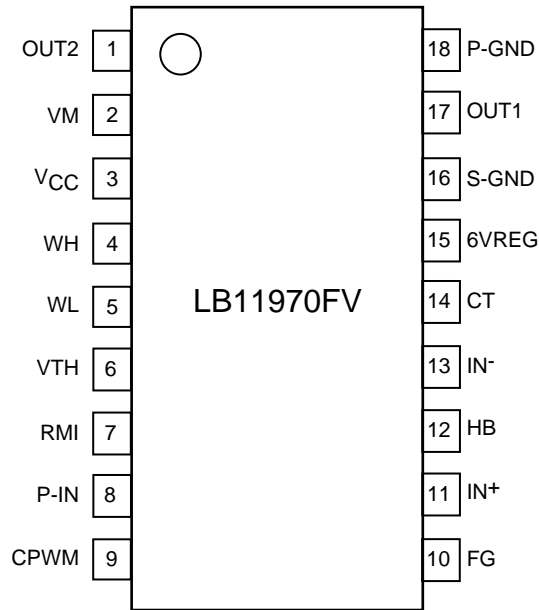 OUT2 1 18 P-GND
VM 2 17 OUT1
VCC 3 16 S-GND
WH 4 15 6VREG
WL 5 LB11970FV 14 CT
VTH 6 13 IN-
RMI 7 12 HB
P-IN 8 11 IN+
CPWM 9 10 FG